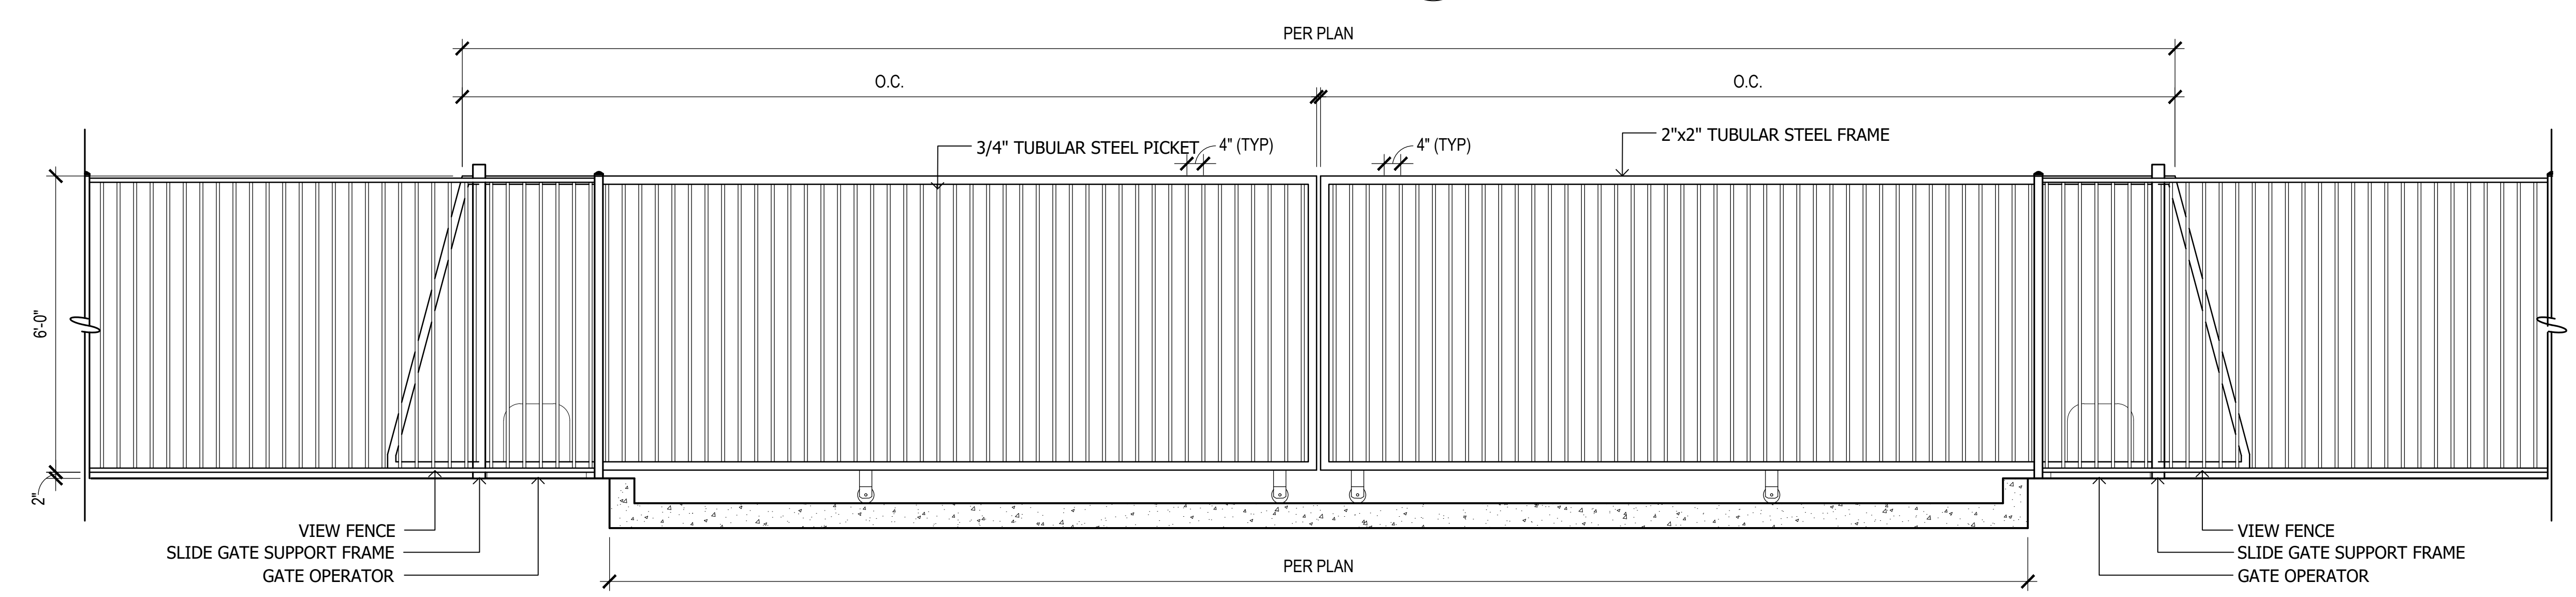 PER PLAN
O.C.
O.C.
3/4" TUBULAR STEEL PICKET
4" (TYP)
4" (TYP)
2"x2" TUBULAR STEEL FRAME
6'-0"
2"
VIEW FENCE
SLIDE GATE SUPPORT FRAME
GATE OPERATOR
PER PLAN
VIEW FENCE
SLIDE GATE SUPPORT FRAME
GATE OPERATOR